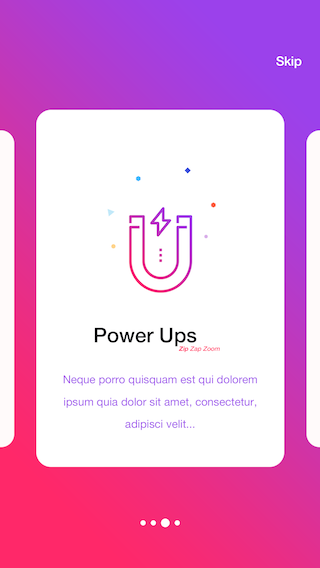 Skip
Power Ups
Zip Zap Zoom
Neque porro quisquam est qui dolorem
ipsum quia dolor sit amet, consectetur,
adipisci velit...